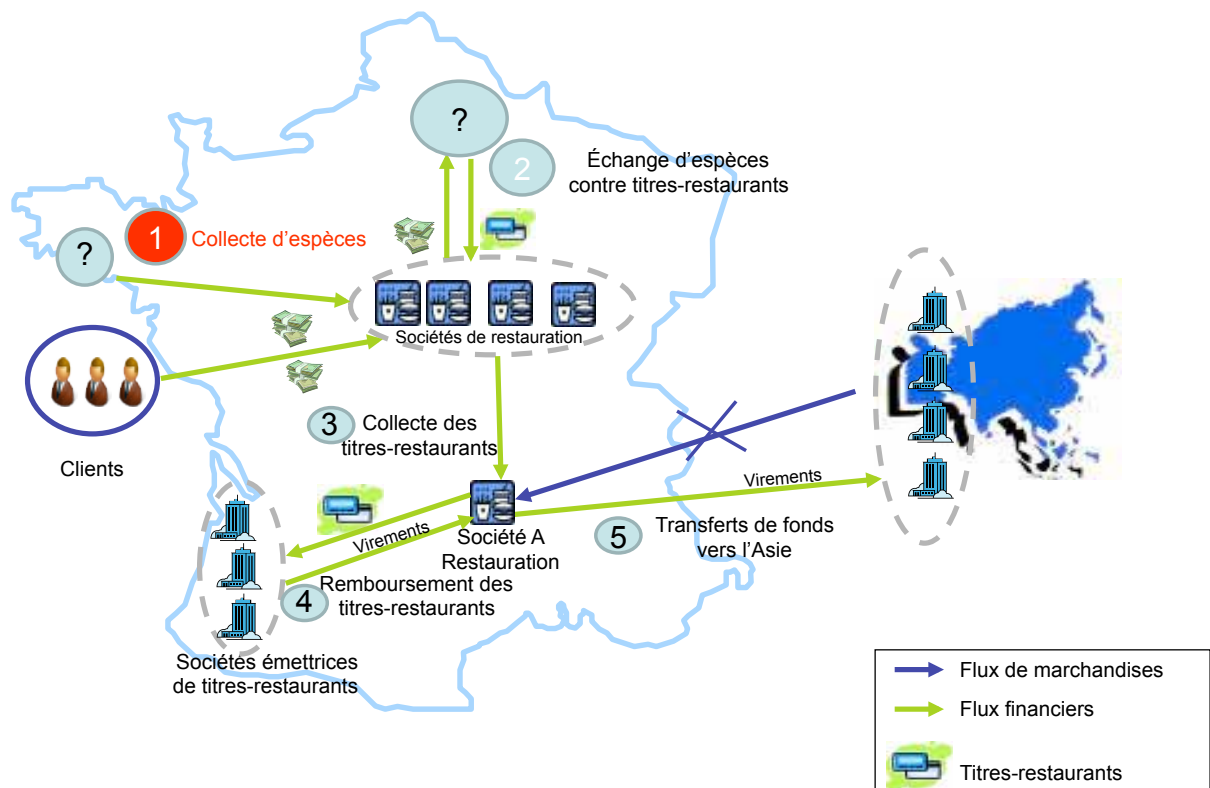 ?
2
Échange d'espèces
contre titres-restaurants
1
Collecte d'espèces
?
Sociétés de restauration
Clients
3
Collecte des
titres-restaurants
Virements
Virements
Société A
Restauration
5
Transferts de fonds
vers l'Asie
4
Remboursement des
titres-restaurants
Sociétés émettrices
de titres-restaurants
Flux de marchandises
Flux financiers
Titres-restaurants